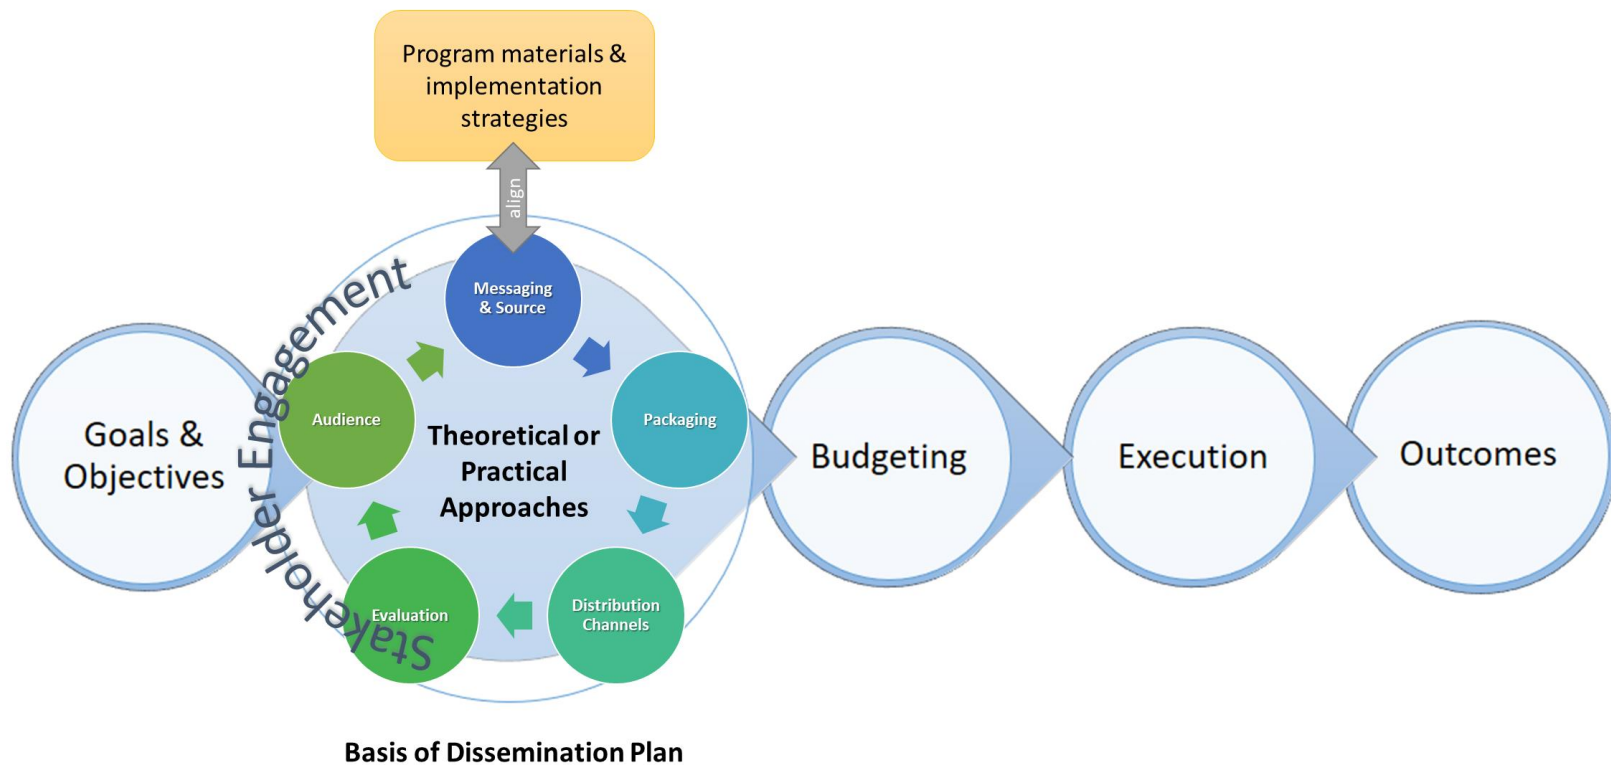 Program materials &
implementation
strategies
align
Stakeholder Engagement
Messaging
& Source
Audience
Packaging
Theoretical or
Practical
Approaches
Evaluation
Distribution
Channels
Goals &
Objectives
Budgeting
Execution
Outcomes
Basis of Dissemination Plan